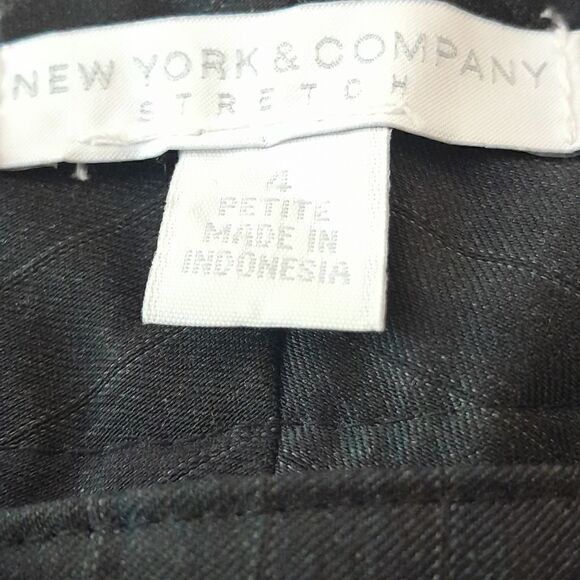 NEW YORK & COMPANY
STRETCH
4
PETITE
MADE IN
INDONESIA